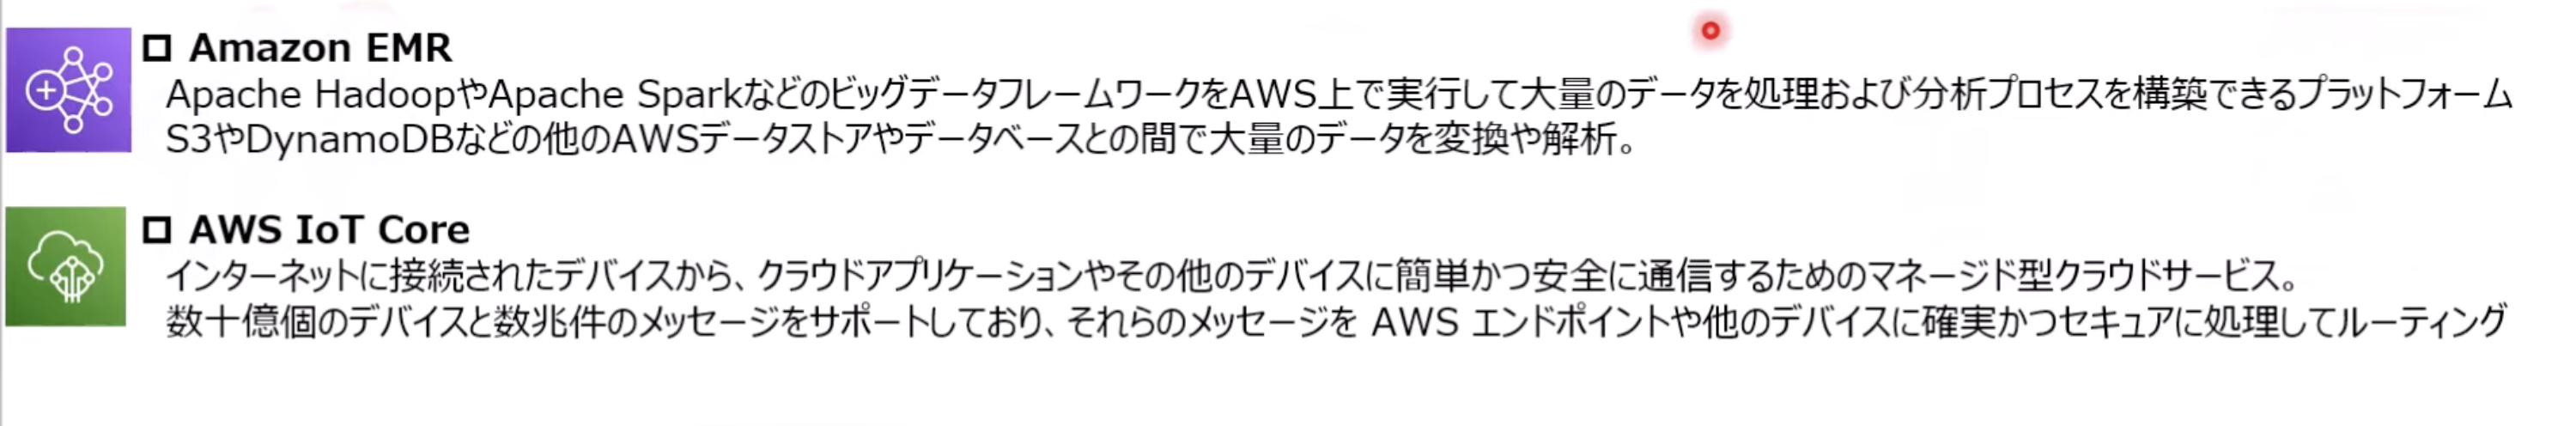 □ Amazon EMR
Apache HadoopやApache SparkなどのビッグデータフレームワークをAWS上で実行して大量のデータを処理および分析プロセスを構築できるプラットフォーム
S3やDynamoDBなどの他のAWSデータストアやデータベースとの間で大量のデータを変換や解析。
□ AWS IoT Core
インターネットに接続されたデバイスから、クラウドアプリケーションやその他のデバイスに簡単かつ安全に通信するためのマネージド型クラウドサービス。
数十億個のデバイスと数兆件のメッセージをサポートしており、それらのメッセージを AWS エンドポイントや他のデバイスに確実かつセキュアに処理してルーティング